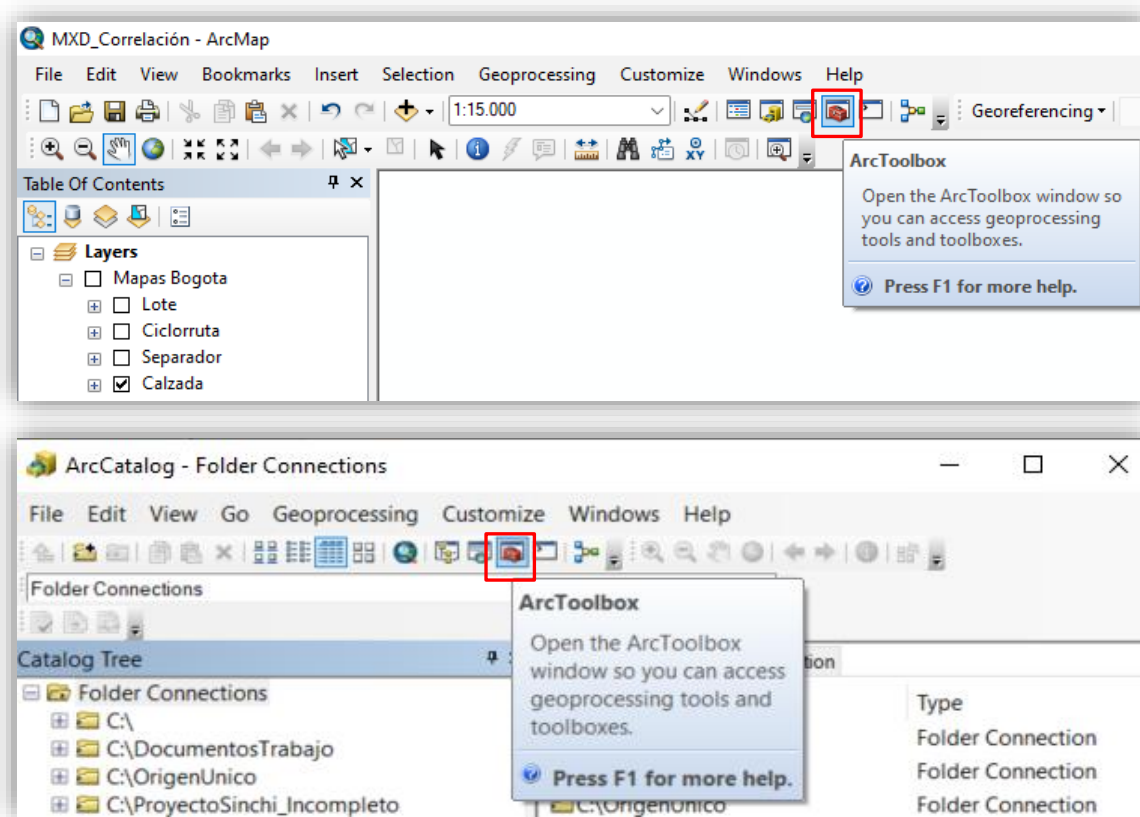 MXD_Correlación - ArcMap
File Edit View Bookmarks Insert Selection Geoprocessing Customize Windows Help
1:15.000 Georeferencing
XY
Table Of Contents
ArcToolbox
Open the ArcToolbox window so
you can access geoprocessing
tools and toolboxes.
Press F1 for more help.
Layers
Mapas Bogota
Lote
Ciclorruta
Separador
Calzada
ArcCatalog - Folder Connections
File Edit View Go Geoprocessing Customize Windows Help
Folder Connections
ArcToolbox
Open the ArcToolbox
window so you can access
geoprocessing tools and
toolboxes.
Press F1 for more help.
Catalog Tree
Folder Connections
C:\
C:\DocumentosTrabajo
C:\OrigenUnico
C:\ProyectoSinchi_Incompleto
Type
Folder Connection
Folder Connection
C:\OrigenUnico Folder Connection